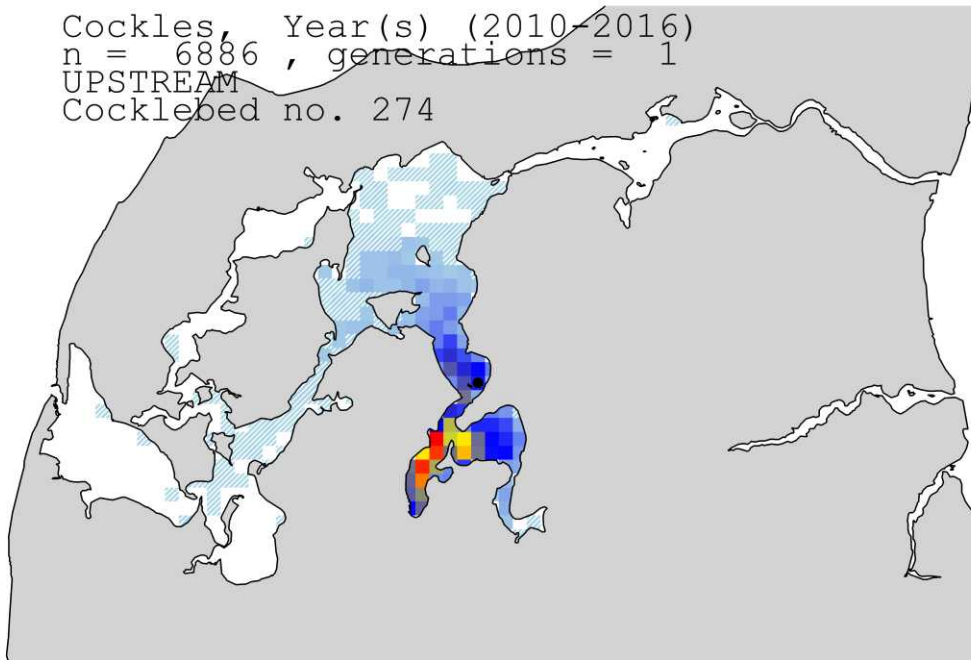 Cockles, Year(s) (2010-2016)
n = 6886 , generations = 1
UPSTREAM
Cocklebed no. 274